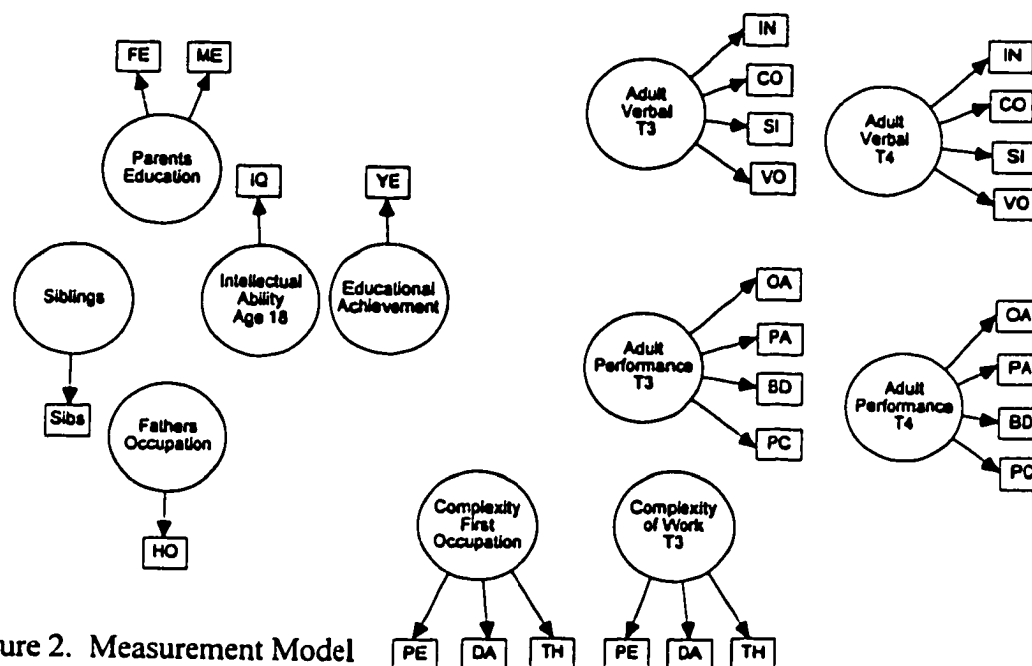 FE
ME
Parents
Education
IQ
YE
Siblings
Intellectual
Ability
Age 18
Educational
Achievement
Sibs
Fathers
Occupation
HO
Adult
Verbal
T3
IN
CO
SI
VO
Adult
Verbal
T4
IN
CO
SI
VO
Adult
Performance
T3
OA
PA
BD
PC
Adult
Performance
T4
OA
PA
BD
PC
Complexity
First
Occupation
PE
DA
TH
Complexity
of Work
T3
PE
DA
TH
ure 2. Measurement Model